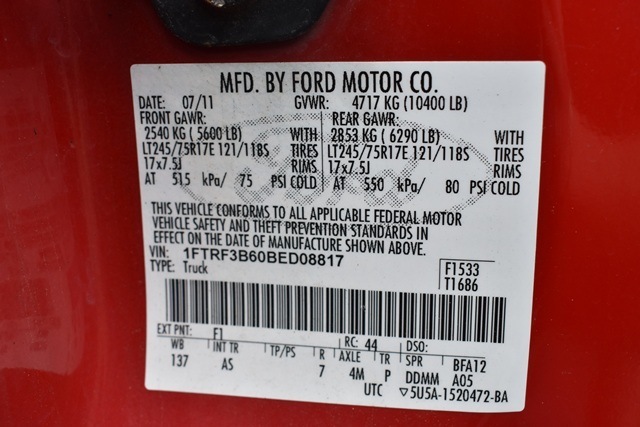 MFD. BY FORD MOTOR CO.
DATE: 07/11 GVWR: 4717 KG (10400 LB)
FRONT GAWR: REAR GAWR:
2540 KG ( 5600 LB) WITH 2853 KG ( 6290 LB) WITH
LT245/75R17E 121/118S TIRES LT245/75R17E 121/118S TIRES
17x7.5J RIMS 17x7.5J RIMS
AT 515 kPa/ 75 PSI COLD AT 550 kPa/ 80 PSI COLD
THIS VEHICLE CONFORMS TO ALL APPLICABLE FEDERAL MOTOR
VEHICLE SAFETY AND THEFT PREVENTION STANDARDS IN
EFFECT ON THE DATE OF MANUFACTURE SHOWN ABOVE.
VIN: 1FTRF3B60BED08817
TYPE: Truck
F1533
T1686
EXT PNT: F1 RC: 44 DSO:
WB INT TR TP/PS R AXLE TR SPR BFA12
137 AS 7 4M P DDMM A05
UTC ▽5U5A-1520472-BA